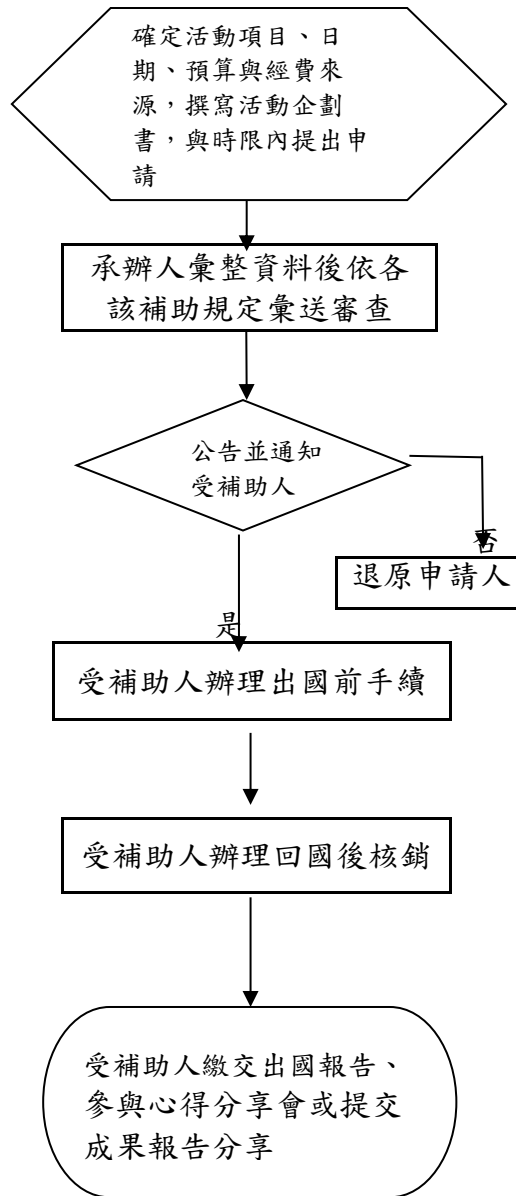 確定活動項目、日
期、預算與經費來
源，撰寫活動企劃
書，與時限內提出申
請
承辦人彙整資料後依各
該補助規定彙送審查
公告並通知
受補助人
否
退原申請人
是
受補助人辦理出國前手續
受補助人辦理回國後核銷
受補助人繳交出國報告、
參與心得分享會或提交
成果報告分享